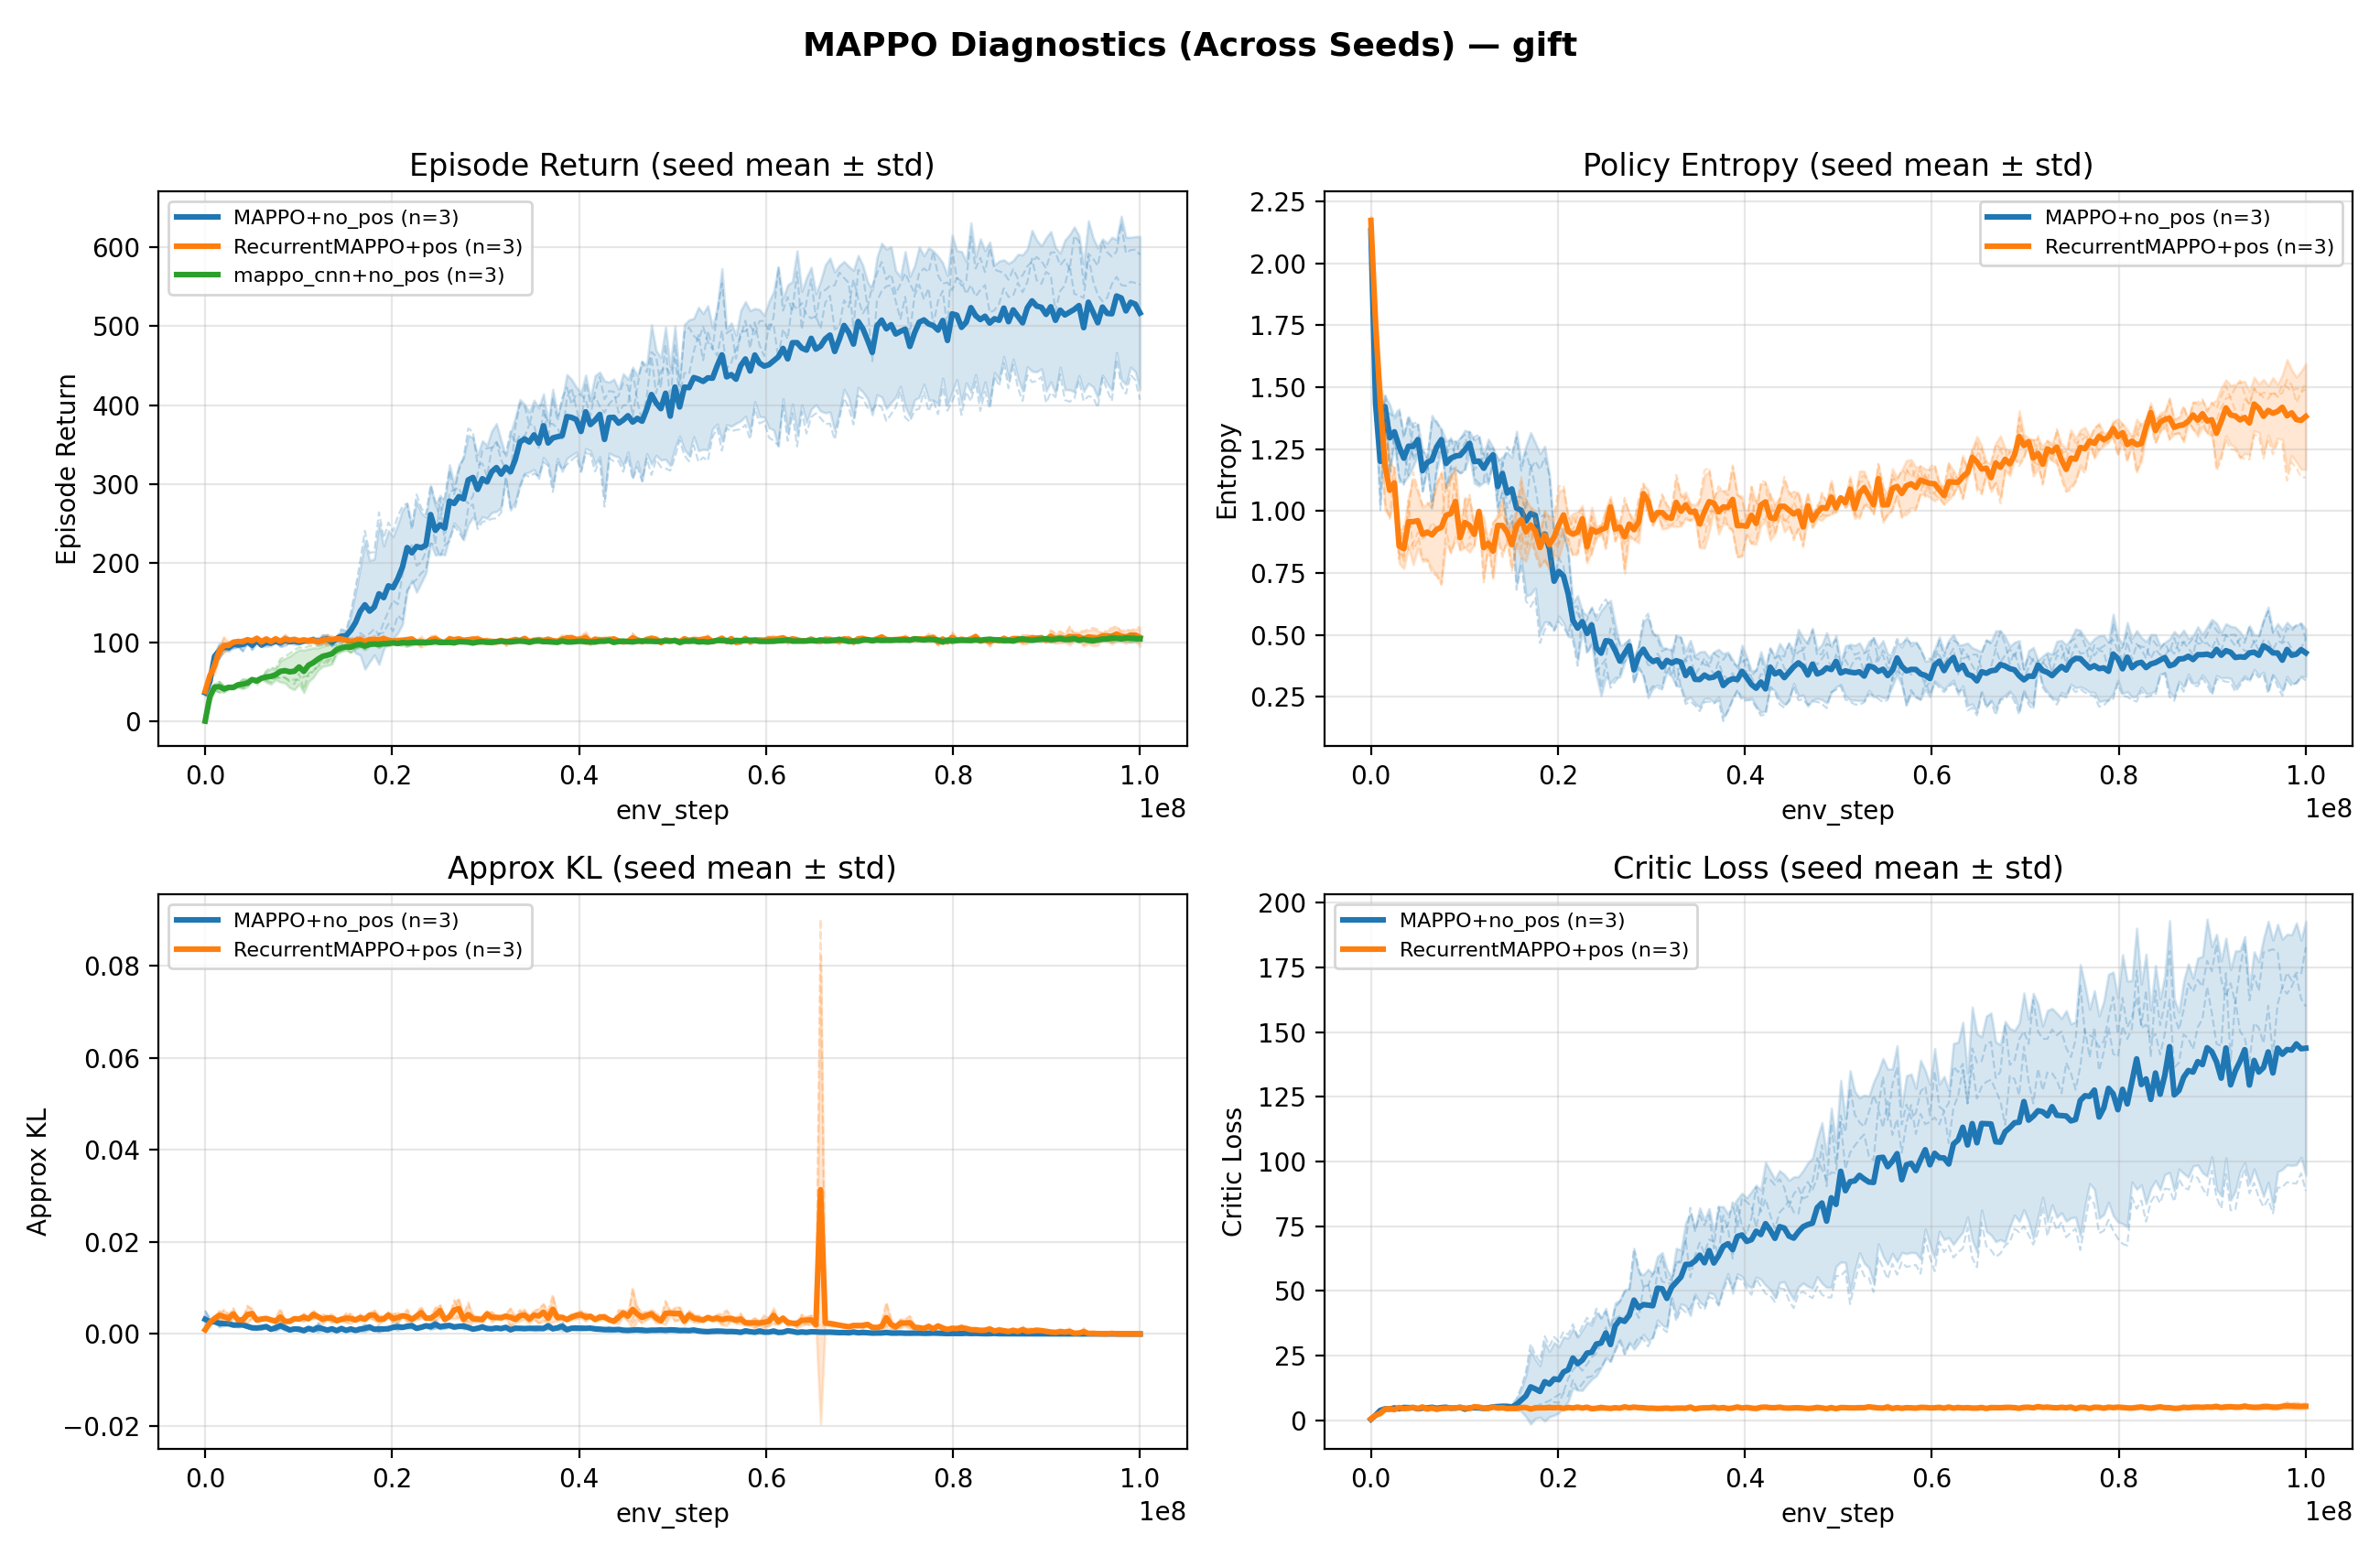 MAPPO Diagnostics (Across Seeds) — gift
Episode Return (seed mean ± std)
MAPPO+no_pos (n=3)
RecurrentMAPPO+pos (n=3)
mappo_cnn+no_pos (n=3)
Episode Return
600
500
400
300
200
100
0
0.0 0.2 0.4 0.6 0.8 1.0
env_step
1e8
Policy Entropy (seed mean ± std)
MAPPO+no_pos (n=3)
RecurrentMAPPO+pos (n=3)
Entropy
2.25
2.00
1.75
1.50
1.25
1.00
0.75
0.50
0.25
0.0 0.2 0.4 0.6 0.8 1.0
env_step
1e8
Approx KL (seed mean ± std)
MAPPO+no_pos (n=3)
RecurrentMAPPO+pos (n=3)
Approx KL
0.08
0.06
0.04
0.02
0.00
−0.02
0.0 0.2 0.4 0.6 0.8 1.0
env_step
1e8
Critic Loss (seed mean ± std)
MAPPO+no_pos (n=3)
RecurrentMAPPO+pos (n=3)
Critic Loss
200
175
150
125
100
75
50
25
0
0.0 0.2 0.4 0.6 0.8 1.0
env_step
1e8